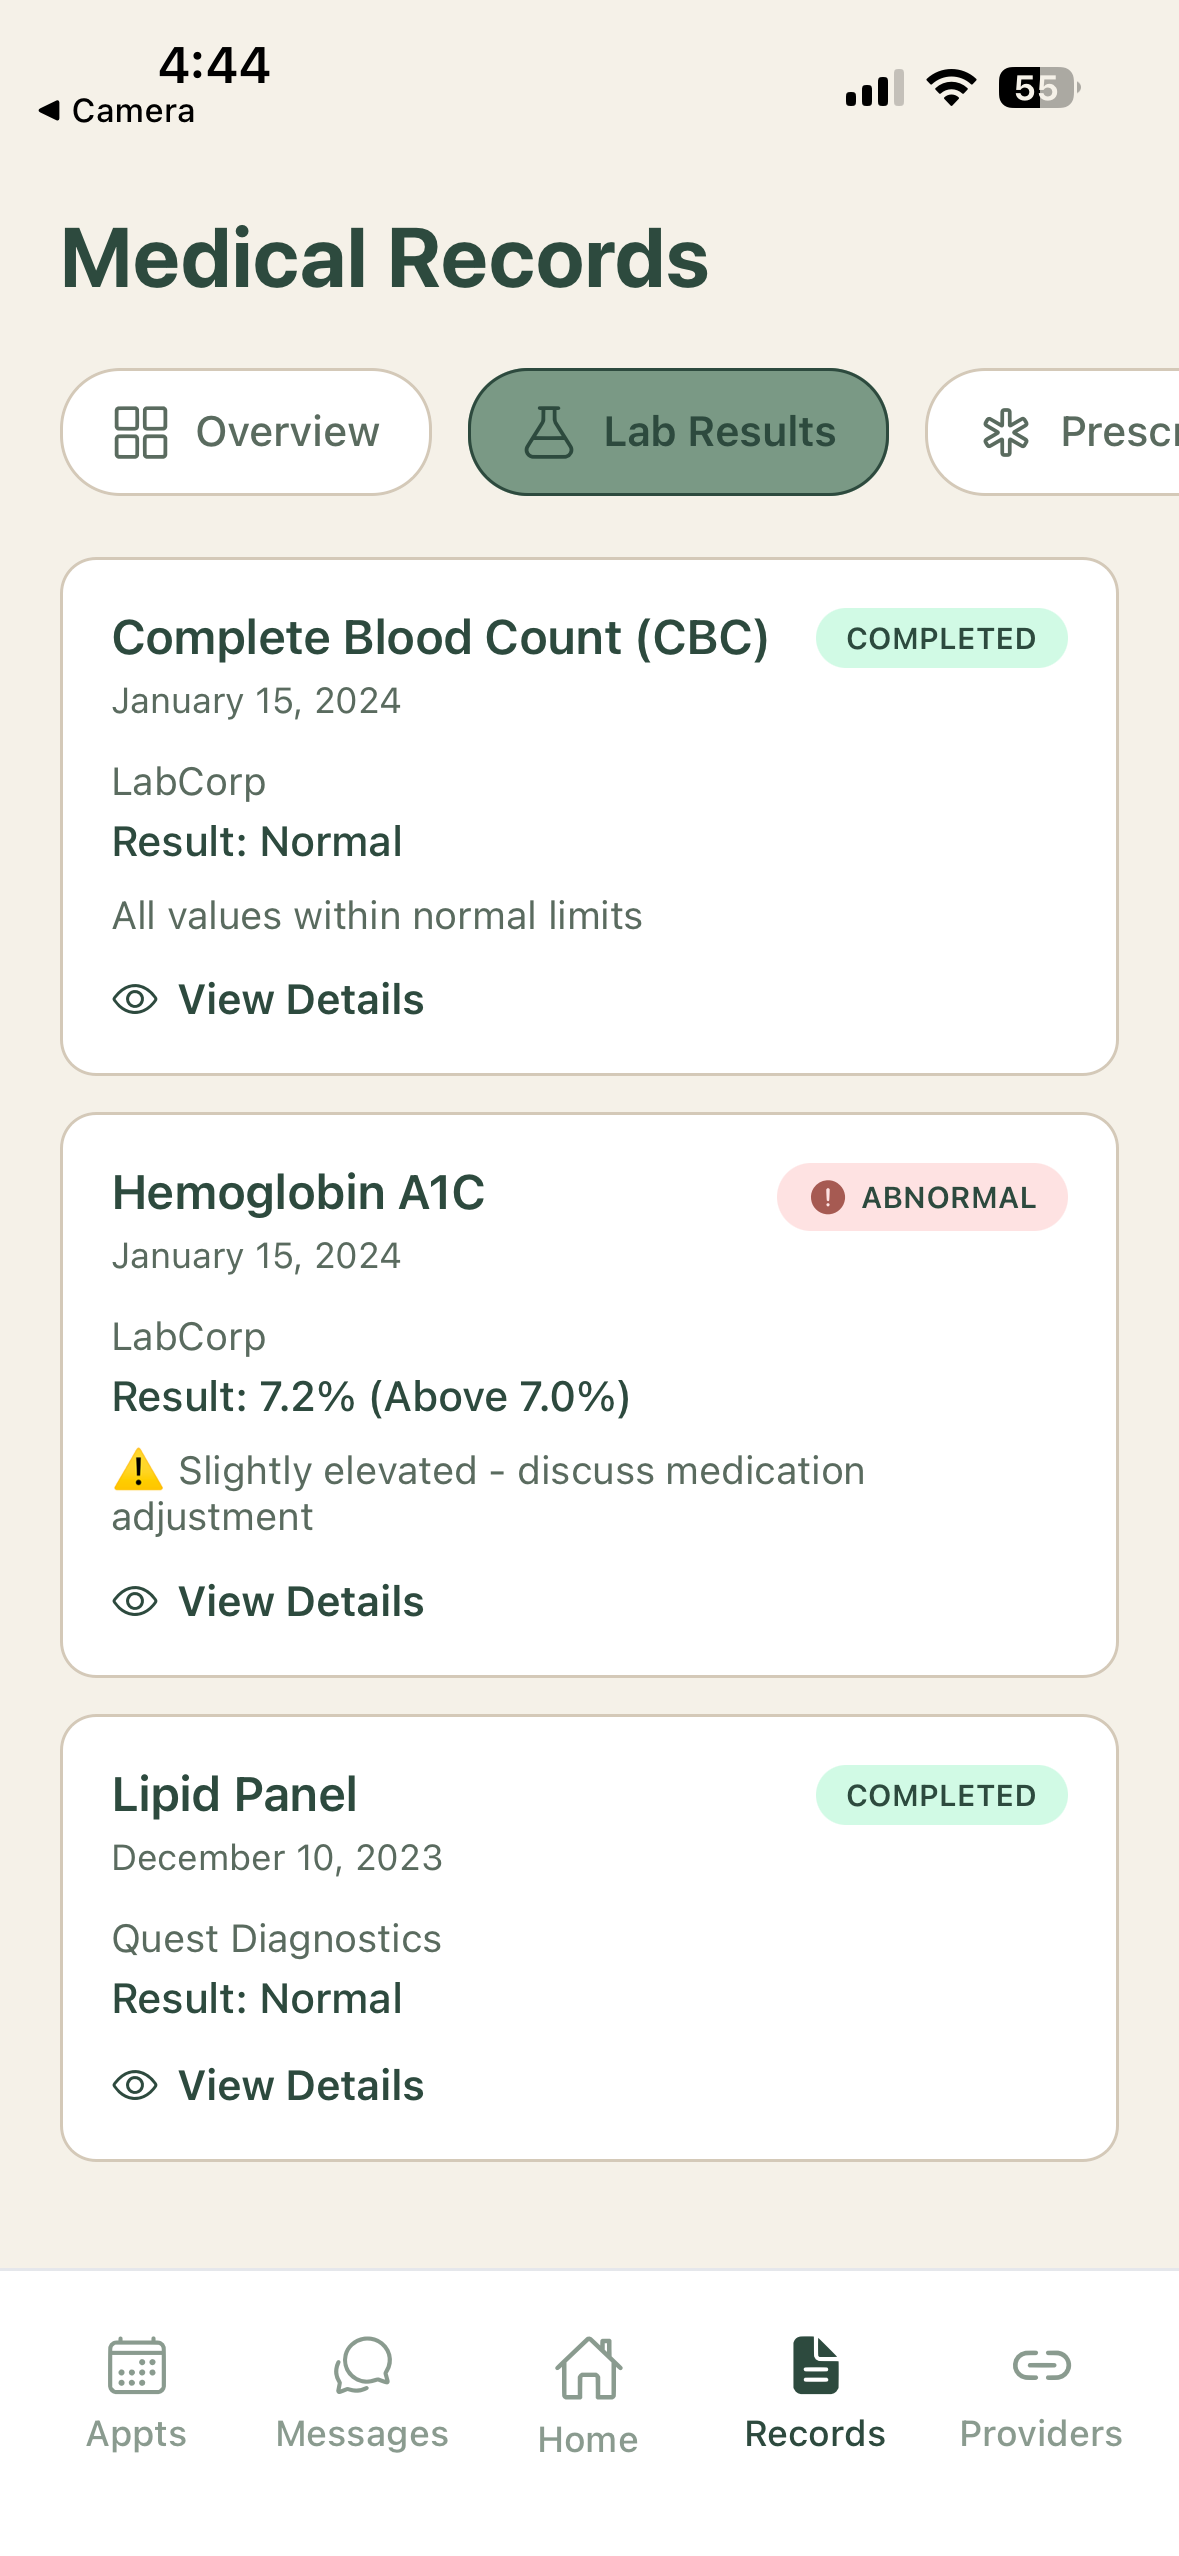 4:44
Camera
55
Medical Records
Overview
Lab Results
Prescr
Complete Blood Count (CBC)
COMPLETED
January 15, 2024
LabCorp
Result: Normal
All values within normal limits
View Details
Hemoglobin A1C
ABNORMAL
January 15, 2024
LabCorp
Result: 7.2% (Above 7.0%)
⚠️ Slightly elevated - discuss medication
adjustment
View Details
Lipid Panel
COMPLETED
December 10, 2023
Quest Diagnostics
Result: Normal
View Details
Appts
Messages
Home
Records
Providers